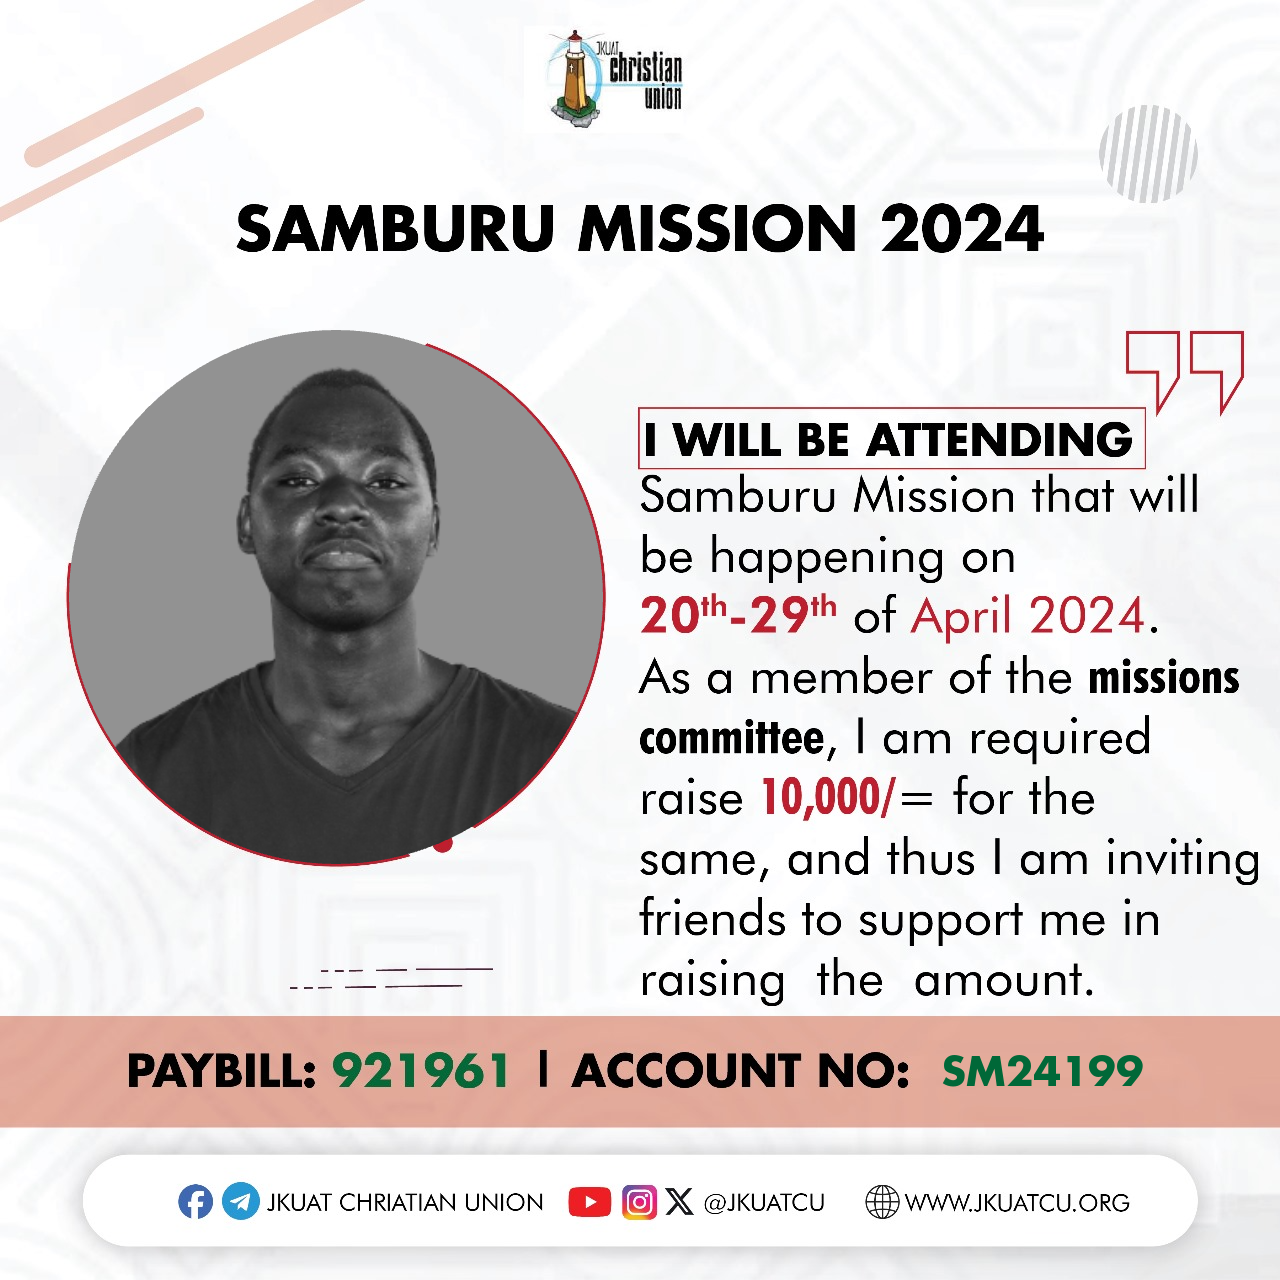 JKUAT
christian
union
SAMBURU MISSION 2024
I WILL BE ATTENDING
Samburu Mission that will
be happening on
20th-29th of April 2024.
As a member of the missions
committee, I am required
raise 10,000/= for the
same, and thus I am inviting
friends to support me in
raising the amount.
PAYBILL: 921961 | ACCOUNT NO: SM24199
JKUAT CHRIATIAN UNION @JKUATCU WWW.JKUATCU.ORG